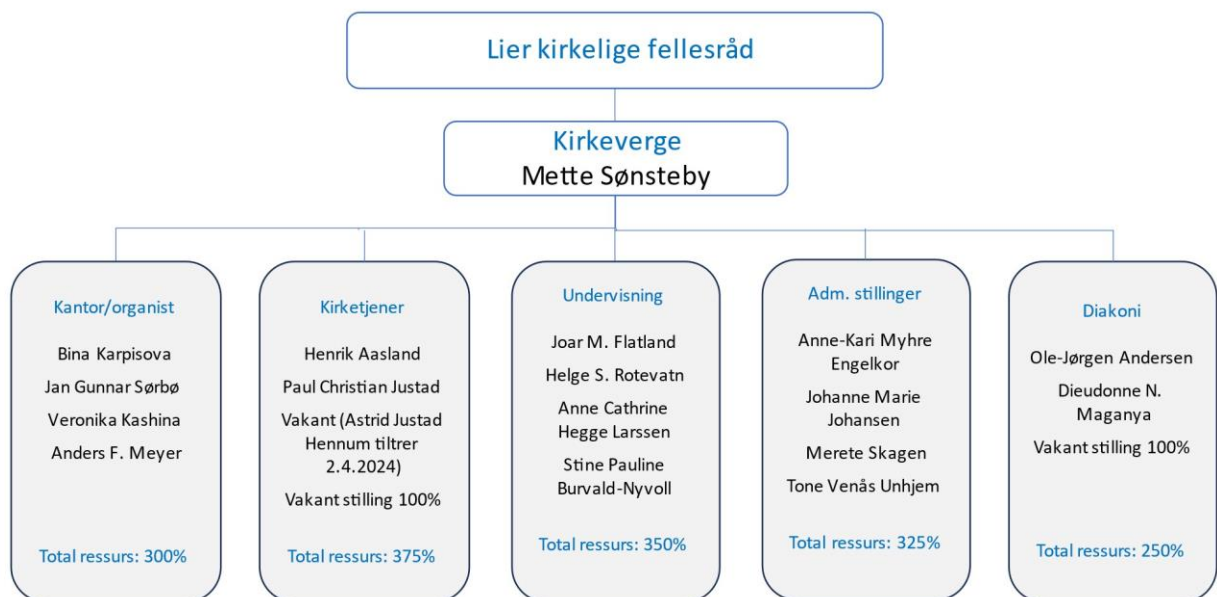 Lier kirkelige fellesråd
Kirkeverge
Mette Sønsteby
Kantor/organist
Bina Karpisova
Jan Gunnar Sørbø
Veronika Kashina
Anders F. Meyer
Total ressurs: 300%
Kirketjener
Henrik Aasland
Paul Christian Justad
Vakant (Astrid Justad
Hennum tiltrer
2.4.2024)
Vakant stilling 100%
Total ressurs: 375%
Undervisning
Joar M. Flatland
Helge S. Rotevatn
Anne Cathrine
Hegge Larssen
Stine Pauline
Burvald-Nyvoll
Total ressurs: 350%
Adm. stillinger
Anne-Kari Myhre
Engelkor
Johanne Marie
Johansen
Merete Skagen
Tone Venås Unhjem
Total ressurs: 325%
Diakoni
Ole-Jørgen Andersen
Dieudonne N.
Maganya
Vakant stilling 100%
Total ressurs: 250%